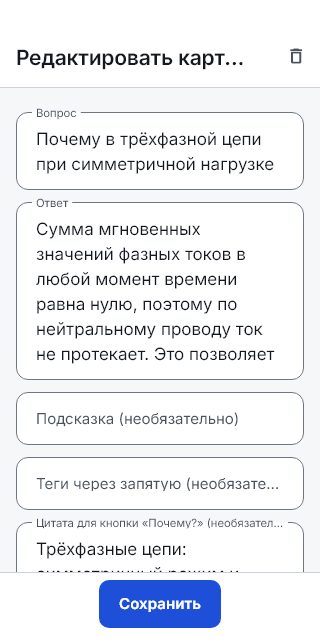 Редактировать карт...
Вопрос
Почему в трёхфазной цепи
при симметричной нагрузке
Ответ
Сумма мгновенных
значений фазных токов в
любой момент времени
равна нулю, поэтому по
нейтральному проводу ток
не протекает. Это позволяет
Подсказка (необязательно)
Теги через запятую (необязате...
Цитата для кнопки «Почему?» (необязател...
Трёхфазные цепи:
симметричный режим и
Сохранить